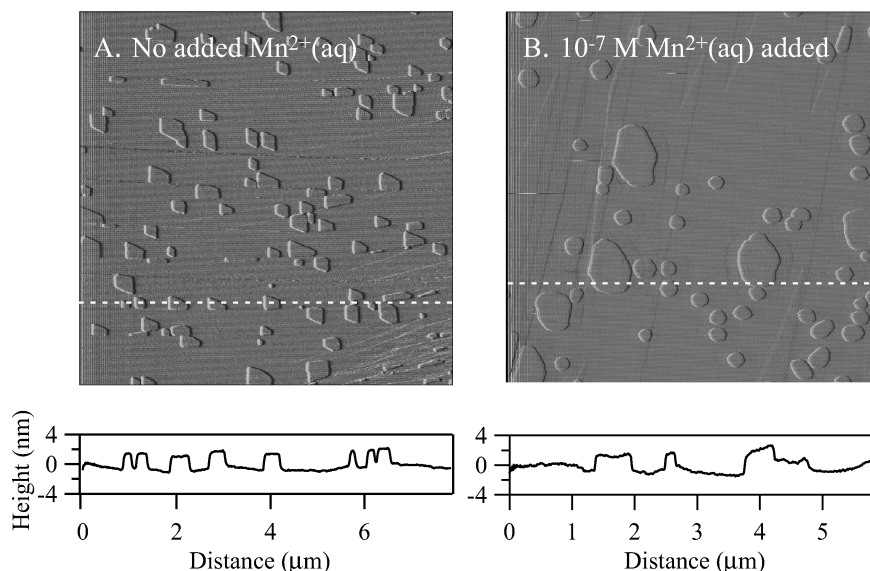 A. No added Mn²⁺(aq)
B. 10⁻⁷ M Mn²⁺(aq) added
Height (nm)
4
0
-4
0 2 4 6
Distance (μm)
4
0
-4
0 1 2 3 4 5
Distance (μm)